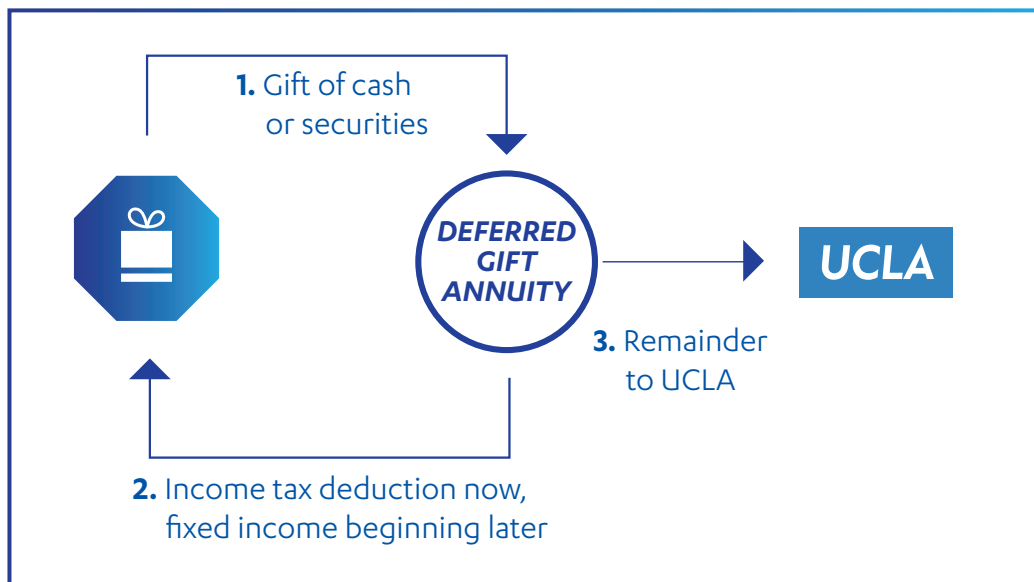 1. Gift of cash
or securities
DEFERRED
GIFT
ANNUITY
UCLA
3. Remainder
to UCLA
2. Income tax deduction now,
fixed income beginning later